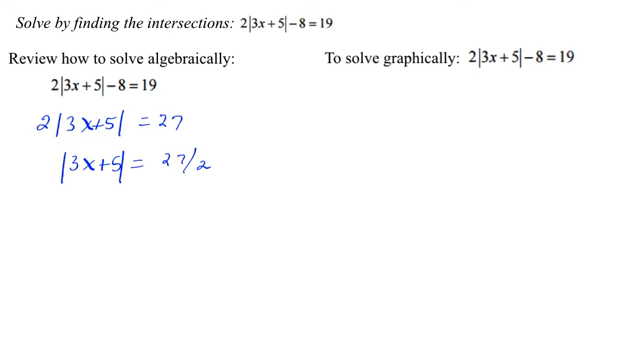 Solve by finding the intersections: 2|3x+5|−8=19
Review how to solve algebraically:
To solve graphically: 2|3x+5|−8=19
2|3x+5|−8=19
2|3x+5| = 27
|3x+5| = 27/2